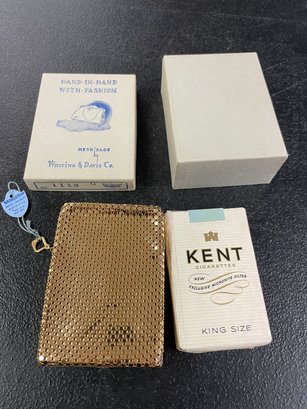 HAND-IN-HAND
WITH-FASHION
MESH BAGS
by
Whiting & Davis Co.
1118
KENT
CIGARETTES
NEW
EXCLUSIVE MICRONITE FILTER
KING SIZE